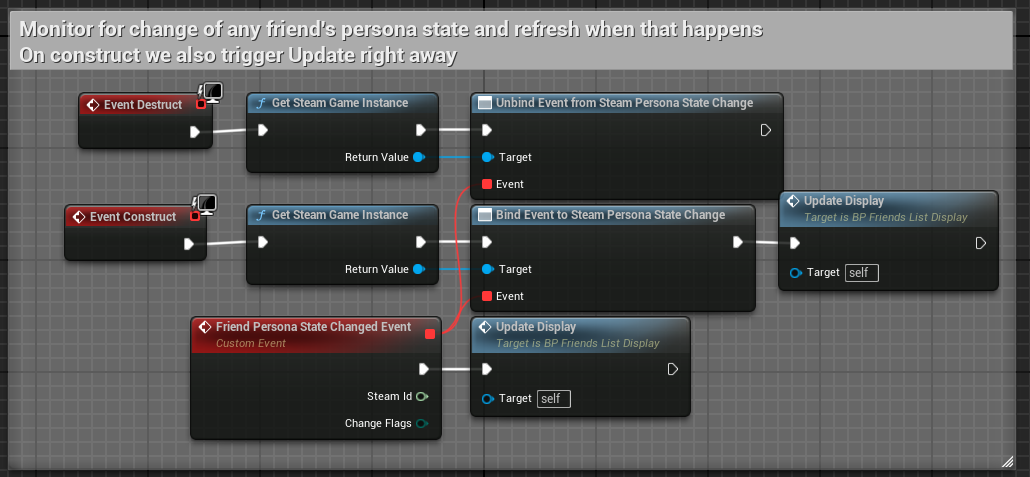 Monitor for change of any friend's persona state and refresh when that happens
On construct we also trigger Update right away
Event Destruct
Get Steam Game Instance
Return Value
Unbind Event from Steam Persona State Change
Target
Event
Event Construct
Get Steam Game Instance
Return Value
Bind Event to Steam Persona State Change
Target
Event
Update Display
Target is BP Friends List Display
Target self
Friend Persona State Changed Event
Custom Event
Steam Id
Change Flags
Update Display
Target is BP Friends List Display
Target self